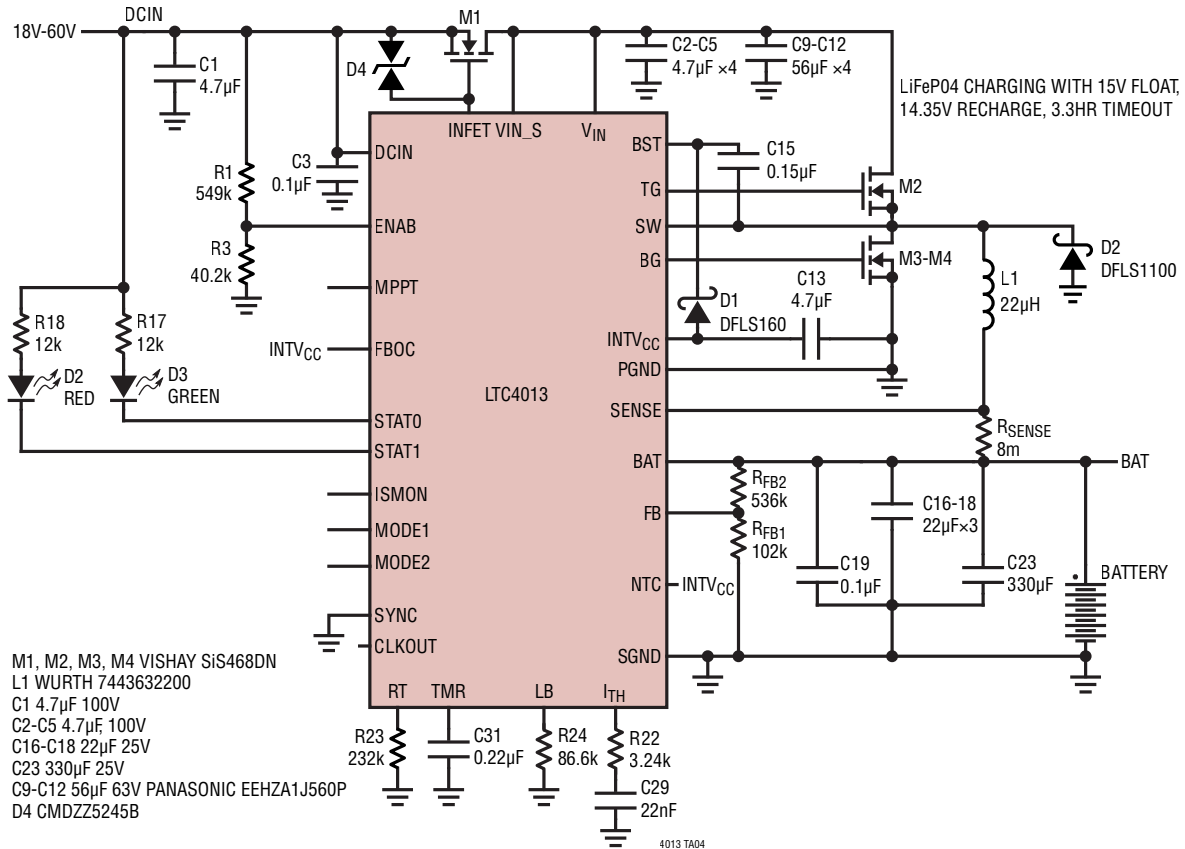 DCIN
18V-60V
M1
C1
4.7µF
D4
C2-C5
4.7µF ×4
C9-C12
56µF ×4
LiFeP04 CHARGING WITH 15V FLOAT,
14.35V RECHARGE, 3.3HR TIMEOUT
INFET VIN_S
VIN
DCIN
BST
C15
0.15µF
C3
0.1µF
R1
549k
TG
M2
ENAB
SW
R3
40.2k
BG
M3-M4
D2
DFLS1100
L1
22µH
MPPT
D1
DFLS160
C13
4.7µF
R18
12k
R17
12k
INTVCC
FBOC
INTVCC
PGND
D2
RED
D3
GREEN
LTC4013
STAT0
SENSE
RSENSE
8m
STAT1
BAT
BAT
RFB2
536k
ISMON
FB
C16-18
22µF×3
MODE1
RFB1
102k
MODE2
C19
0.1µF
C23
330µF
BATTERY
NTC
INTVCC
SYNC
CLKOUT
SGND
M1, M2, M3, M4 VISHAY SiS468DN
L1 WURTH 7443632200
C1 4.7µF 100V
C2-C5 4.7µF, 100V
C16-C18 22µF 25V
C23 330µF 25V
C9-C12 56µF 63V PANASONIC EEHZA1J560P
D4 CMDZZ5245B
RT
TMR
LB
ITH
R23
232k
C31
0.22µF
R24
86.6k
R22
3.24k
C29
22nF
4013 TA04